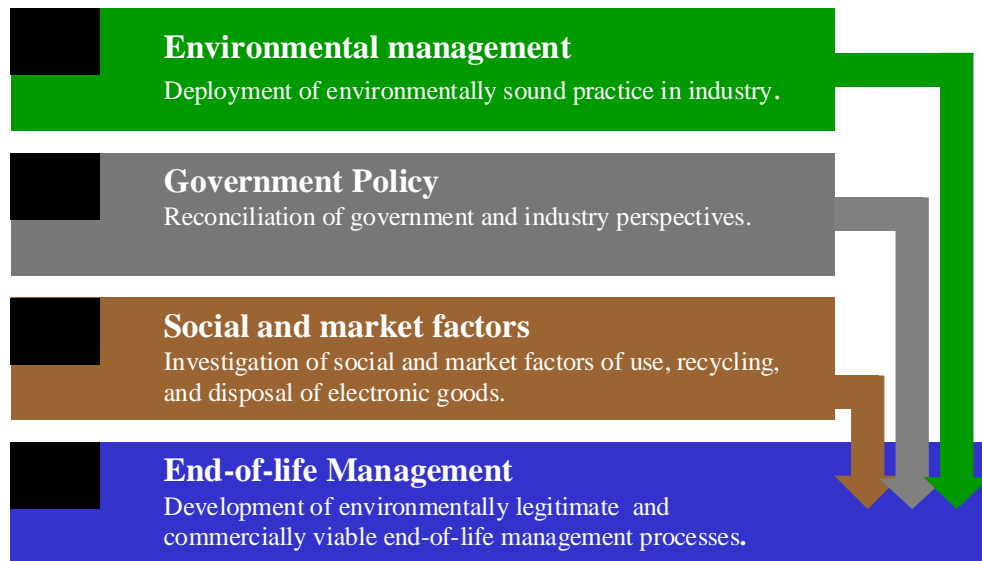 Environmental management
Deployment of environmentally sound practice in industry.
Government Policy
Reconciliation of government and industry perspectives.
Social and market factors
Investigation of social and market factors of use, recycling,
and disposal of electronic goods.
End-of-life Management
Development of environmentally legitimate and
commercially viable end-of-life management processes.